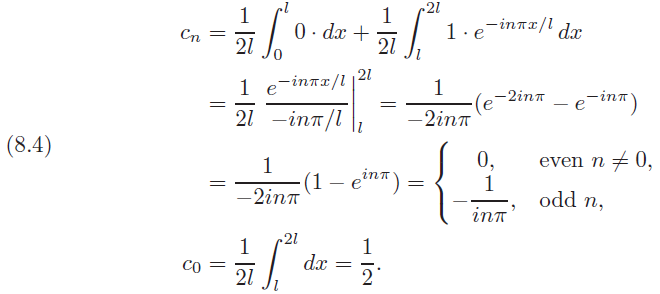 c_n = \frac{1}{2l} \int_0^l 0 \cdot dx + \frac{1}{2l} \int_l^{2l} 1 \cdot e^{-in\pi x/l} \, dx
= \frac{1}{2l} \left. \frac{e^{-in\pi x/l}}{-in\pi/l} \right|_l^{2l} = \frac{1}{-2in\pi} (e^{-2in\pi} - e^{-in\pi})
(8.4)
= \frac{1}{-2in\pi} (1 - e^{in\pi}) = \begin{cases} 0, & \text{even } n \neq 0, \\ -\frac{1}{in\pi}, & \text{odd } n, \end{cases}
c_0 = \frac{1}{2l} \int_l^{2l} dx = \frac{1}{2}.